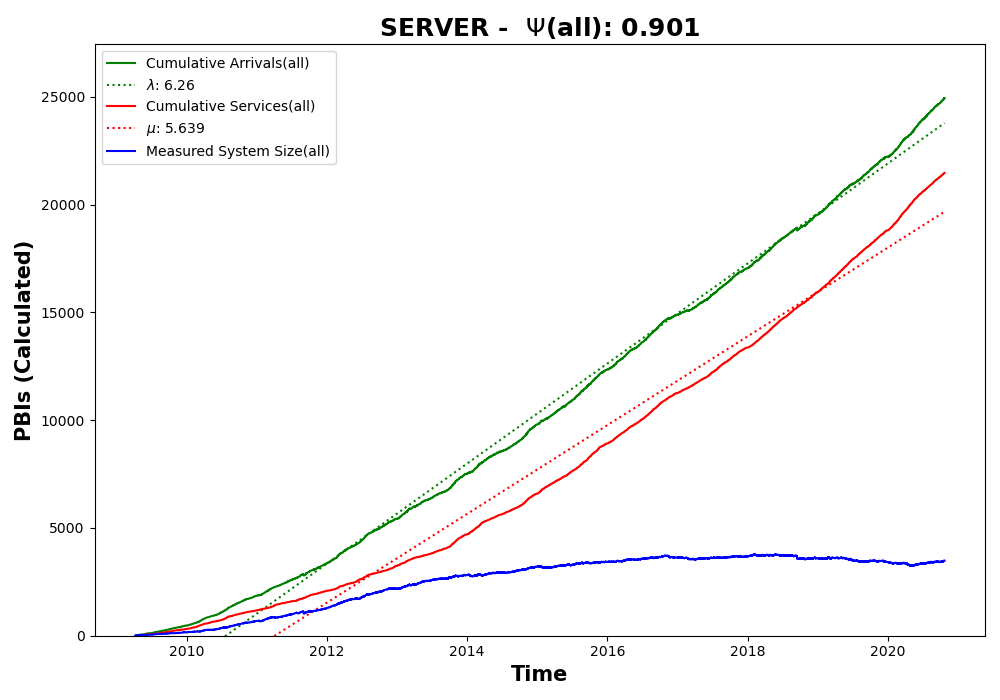 SERVER - Ψ(all): 0.901
Cumulative Arrivals(all)
λ: 6.26
Cumulative Services(all)
μ: 5.639
Measured System Size(all)
25000
20000
15000
10000
5000
0
PBIs (Calculated)
2010 2012 2014 2016 2018 2020
Time